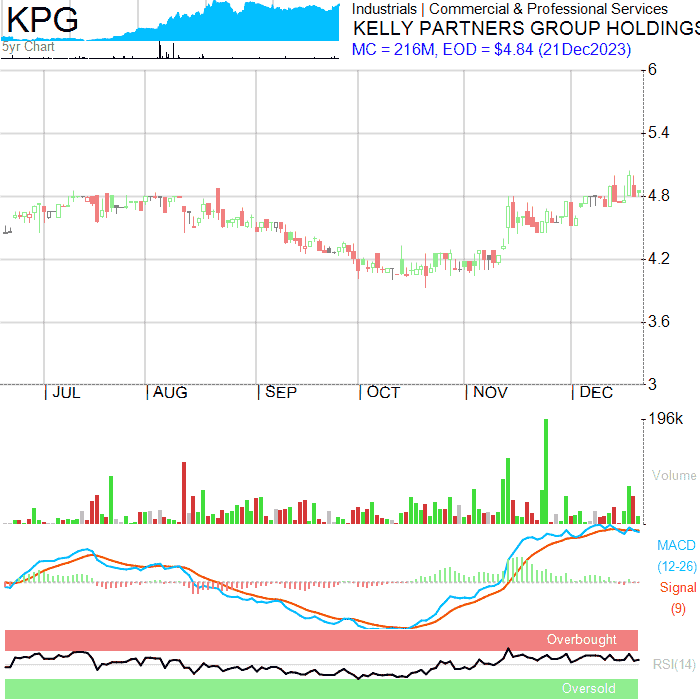 KPG
5yr Chart
Industrials | Commercial & Professional Services
KELLY PARTNERS GROUP HOLDINGS
MC = 216M, EOD = $4.84 (21Dec2023)
6
5.4
4.8
4.2
3.6
3
JUL AUG SEP OCT NOV DEC
196k
Volume
MACD
(12-26)
Signal
(9)
Overbought
RSI(14)
Oversold